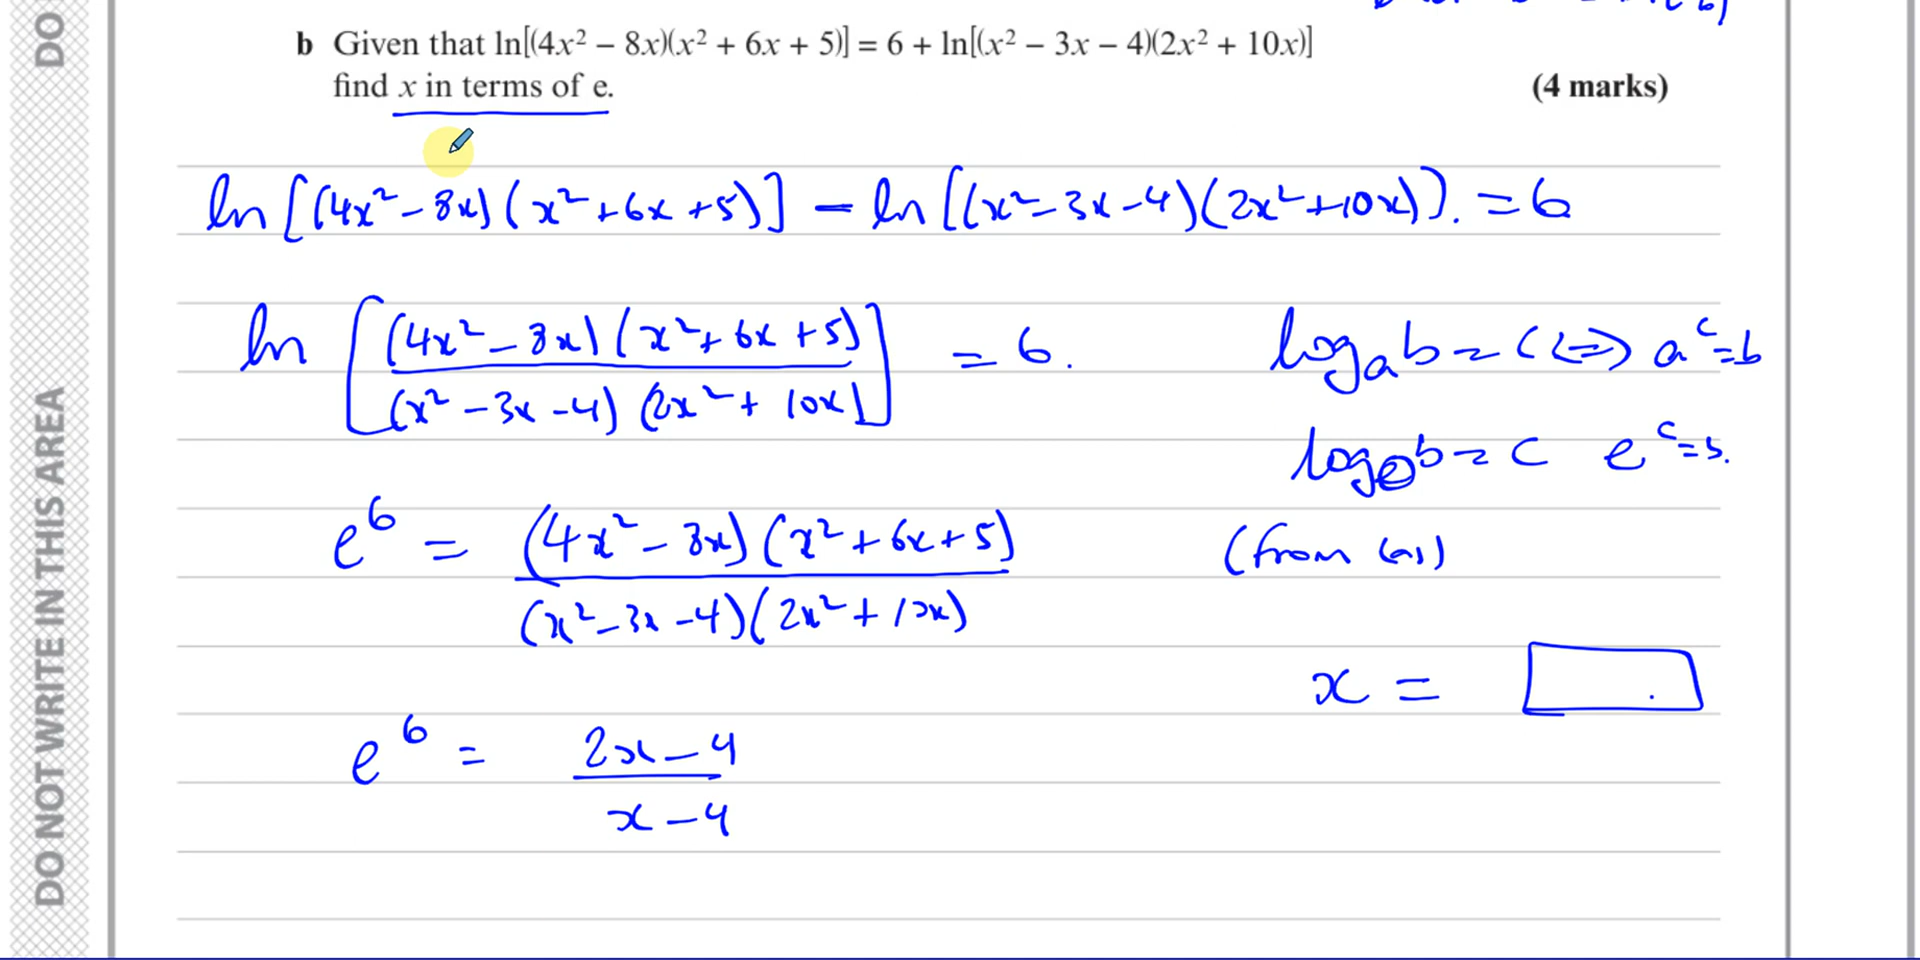 DO
b Given that ln[(4x² − 8x)(x² + 6x + 5)] = 6 + ln[(x² − 3x − 4)(2x² + 10x)]
find x in terms of e. (4 marks)
ln[(4x²−8x)(x²+6x+5)] − ln[(x²−3x−4)(2x²+10x)]. = 6
ln[(4x²−8x)(x²+6x+5) / (x²−3x−4)(2x²+10x)] = 6.
logₐb = c <=> aᶜ=b
logₑb = c eᶜ=b.
e⁶ = (4x²−8x)(x²+6x+5) / (x²−3x−4)(2x²+10x)
(from (a))
x =
e⁶ = 2x−4 / x−4
DO NOT WRITE IN THIS AREA